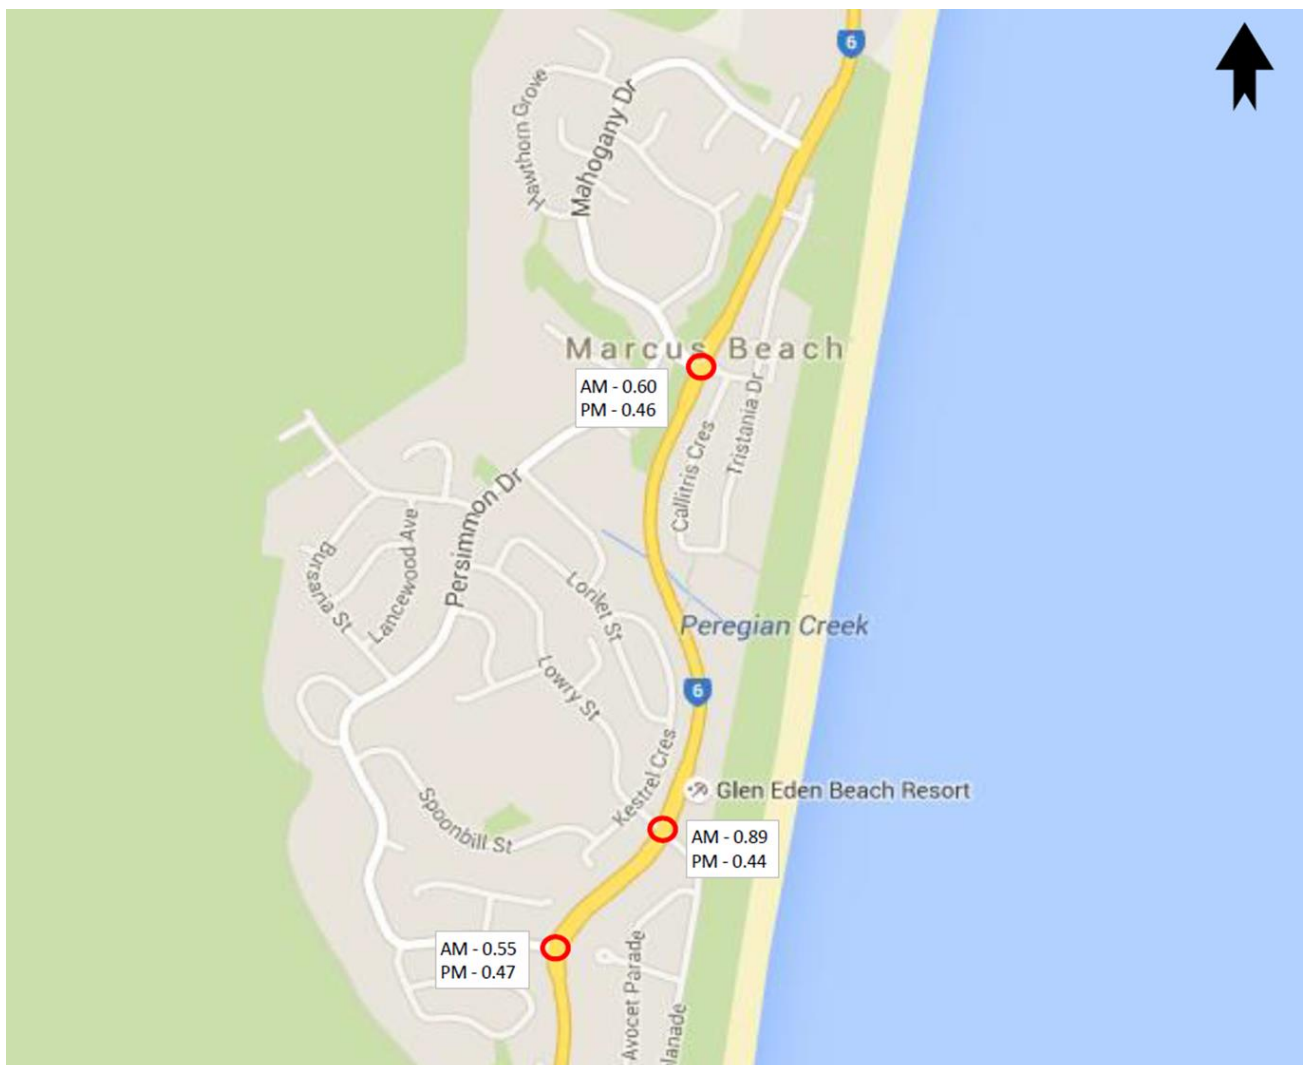 6
Mahogany Dr
Hawthorn Grove
Marcus Beach
AM - 0.60
PM - 0.46
Callitris Cres
Tristania Dr
Persimmon Dr
Lancewood Ave
Bursaria St
Lorilet St
Peregian Creek
Lowry St
6
Kestrel Cres
Glen Eden Beach Resort
Spoonbill St
AM - 0.89
PM - 0.44
AM - 0.55
PM - 0.47
Avocet Parade
lanade